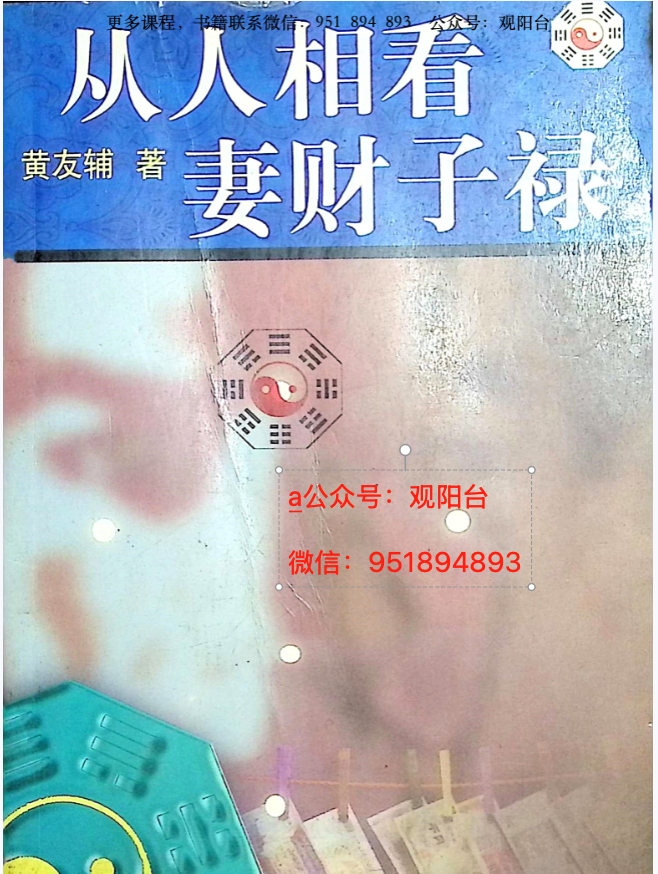 更多课程，书籍联系微信：951 894 893 公众号：观阳台
从人相看
黄友辅 著 妻财子禄
a公众号：观阳台
微信：951894893